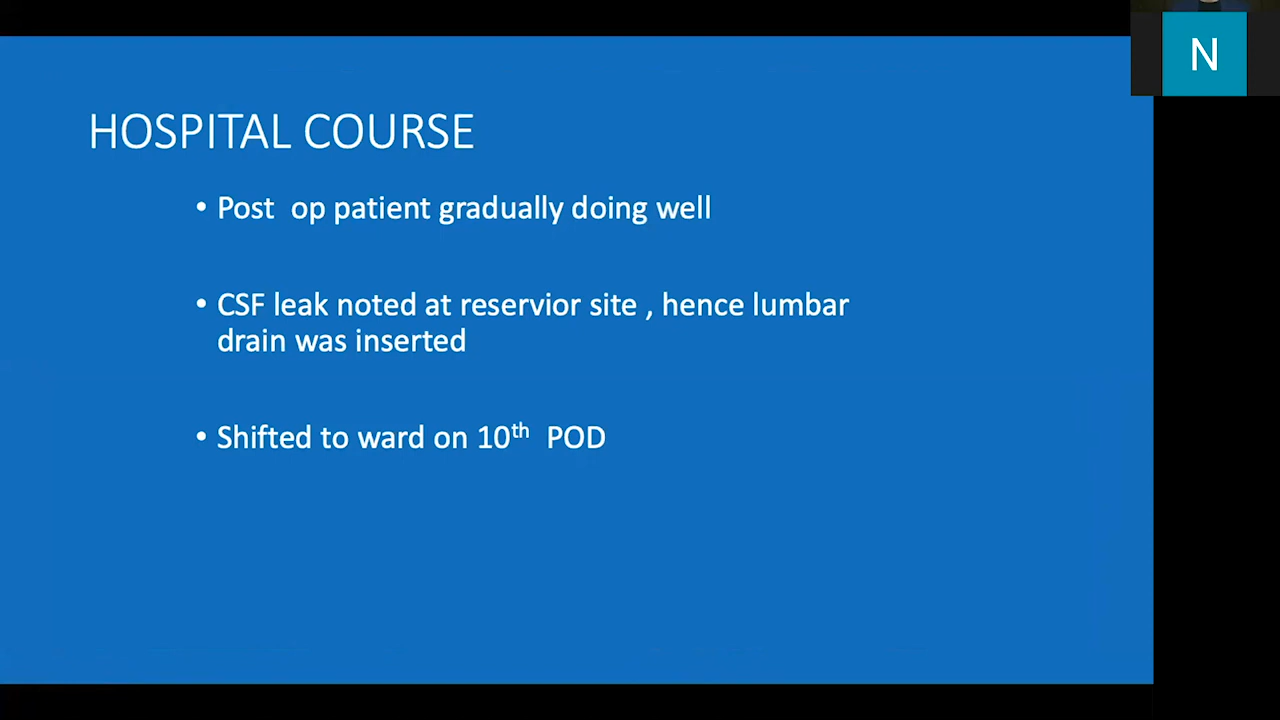 N
HOSPITAL COURSE
• Post  op patient gradually doing well
• CSF leak noted at reservior site , hence lumbar
drain was inserted
• Shifted to ward on 10th  POD